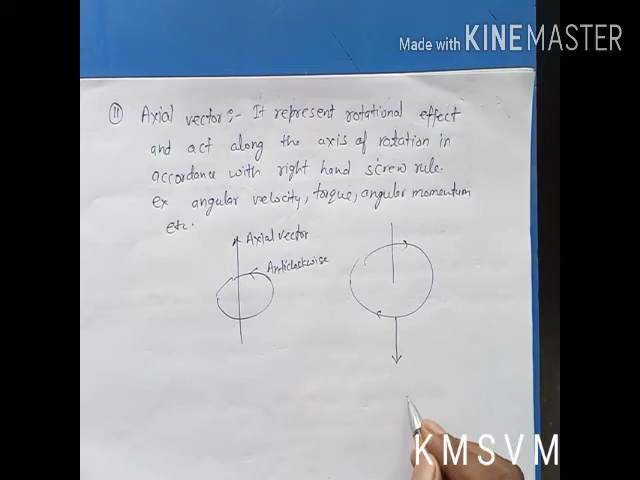 Made with KINEMASTER
11 Axial vector:- It represent rotational effect
and act along the axis of rotation in
accordance with right hand screw rule.
ex angular velocity, torque, angular momentum
etc.
Axial vector
Anticlockwise
KMSVM